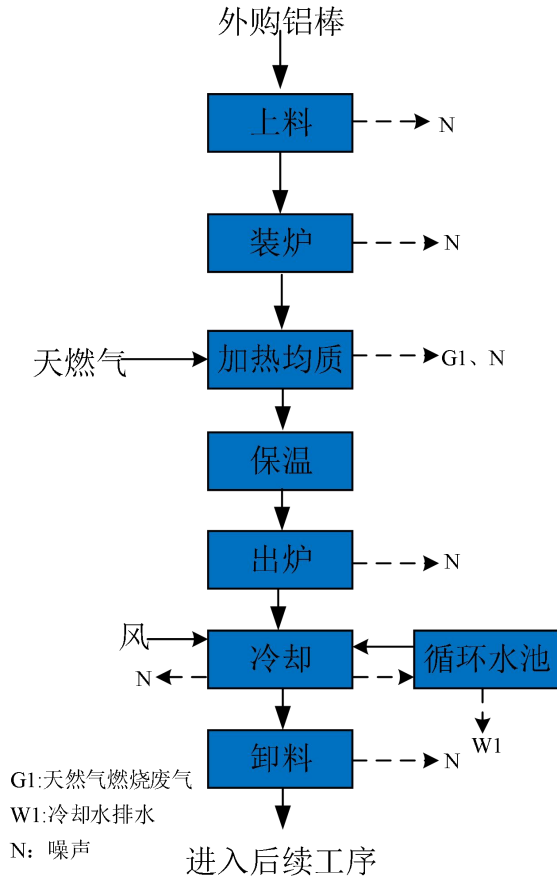 外购铝棒
上料
N
装炉
N
天燃气
加热均质
G1、N
保温
出炉
N
风
冷却
循环水池
N
W1
卸料
N
G1:天然气燃烧废气
W1:冷却水排水
N：噪声
进入后续工序